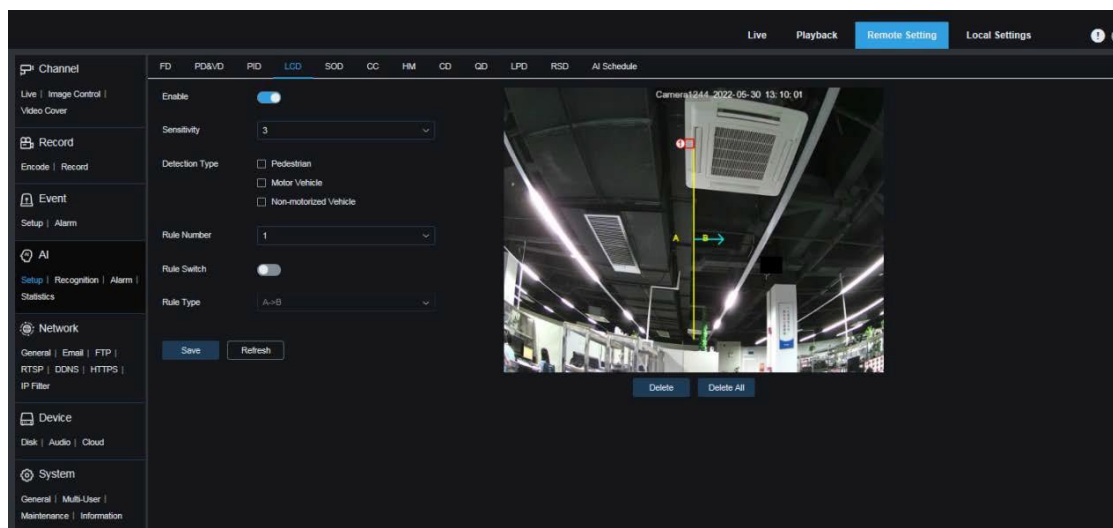 Live Playback Remote Setting Local Settings
Channel
Live | Image Control |
Video Cover
Record
Encode | Record
Event
Setup | Alarm
AI
Setup | Recognition | Alarm |
Statistics
Network
General | Email | FTP |
RTSP | DDNS | HTTPS |
IP Filter
Device
Disk | Audio | Cloud
System
General | Multi-User |
Maintenance | Information
FD PD&VD PID LCD SOD CC HM CD QD LPD RSD AI Schedule
Enable
Sensitivity 3
Detection Type Pedestrian
Motor Vehicle
Non-motorized Vehicle
Rule Number 1
Rule Switch
Rule Type A->B
Save Refresh
Camera1244 2022-05-30 13:10:01
1
A B
Delete Delete All